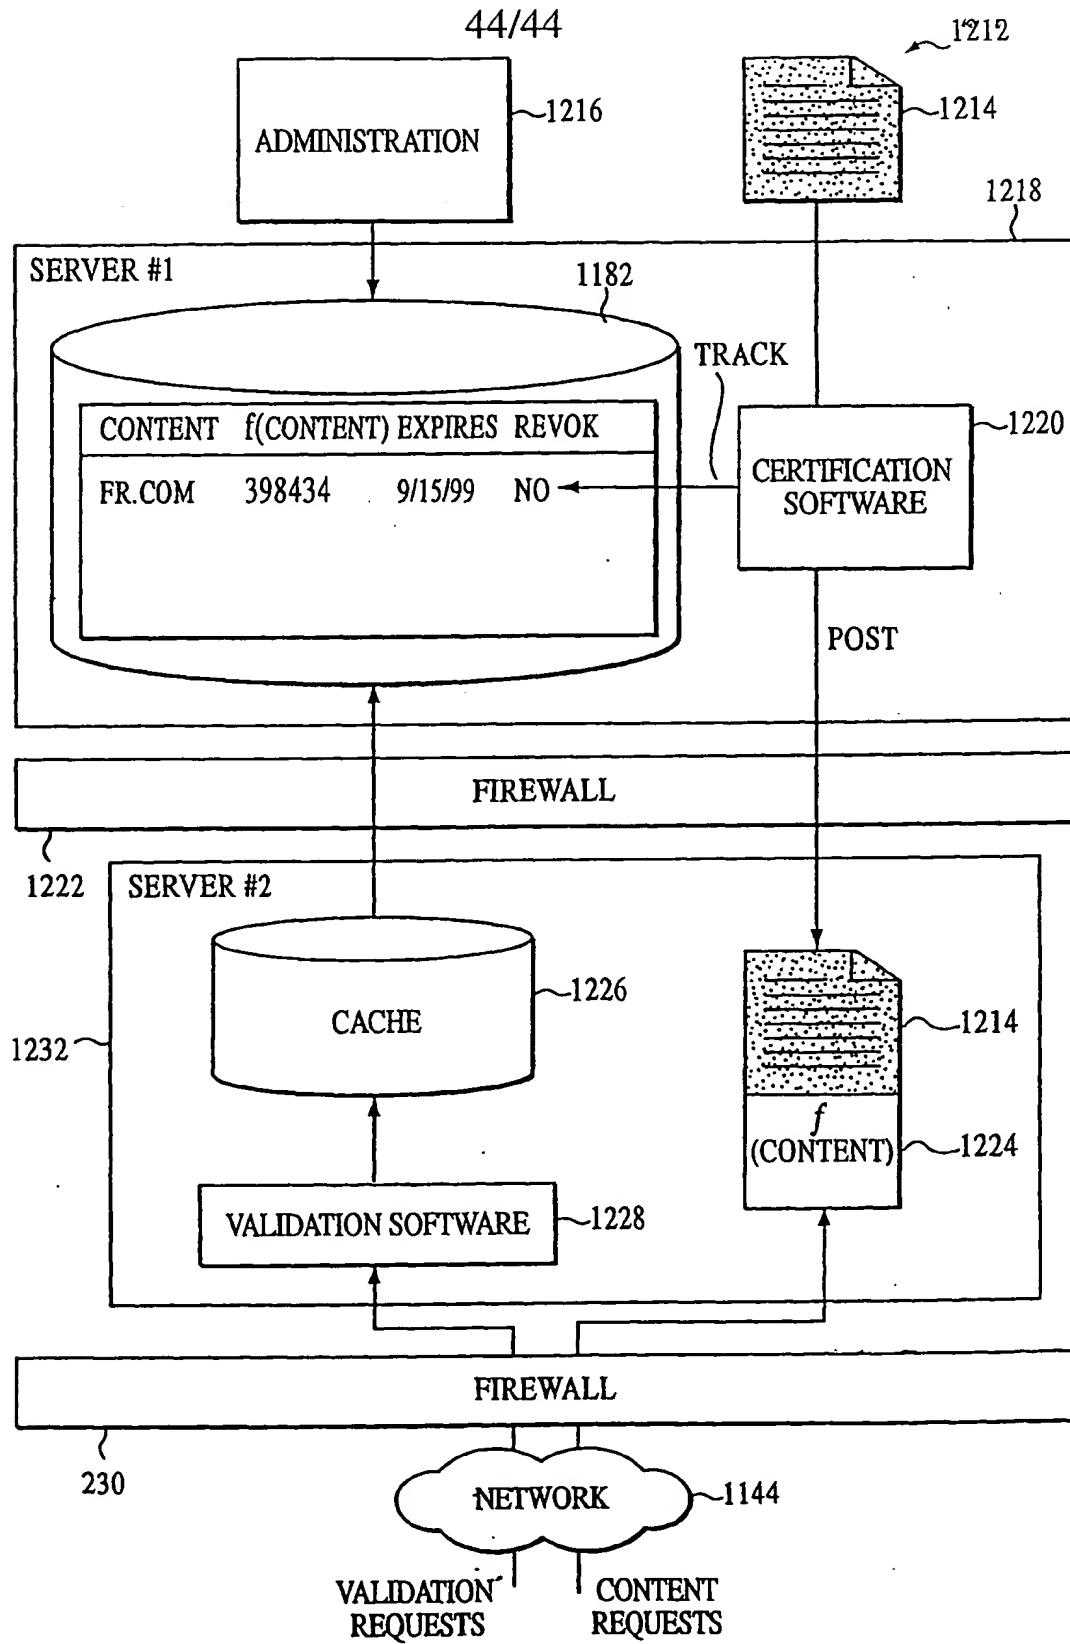 44/44
1212
ADMINISTRATION
1216
1214
1218
SERVER #1
1182
TRACK
CONTENT f(CONTENT) EXPIRES REVOK
FR.COM 398434 9/15/99 NO
1220
CERTIFICATION
SOFTWARE
POST
FIREWALL
1222
SERVER #2
1226
CACHE
1232
1214
f
(CONTENT)
1224
VALIDATION SOFTWARE
1228
FIREWALL
230
NETWORK
1144
VALIDATION
REQUESTS
CONTENT
REQUESTS